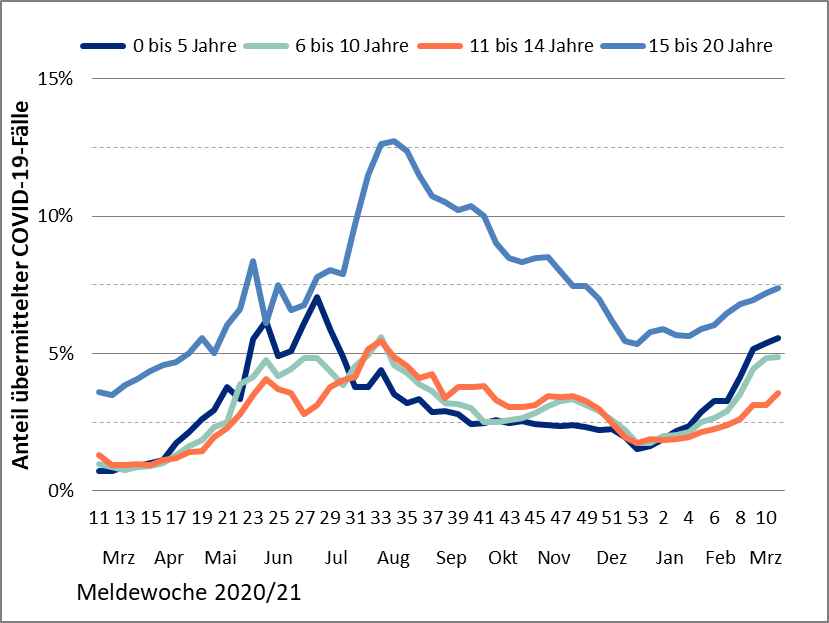 0 bis 5 Jahre 6 bis 10 Jahre 11 bis 14 Jahre 15 bis 20 Jahre
Anteil übermittelter COVID-19-Fälle
15%
10%
5%
0%
11 13 15 17 19 21 23 25 27 29 31 33 35 37 39 41 43 45 47 49 51 53 2 4 6 8 10
Mrz Apr Mai Jun Jul Aug Sep Okt Nov Dez Jan Feb Mrz
Meldewoche 2020/21